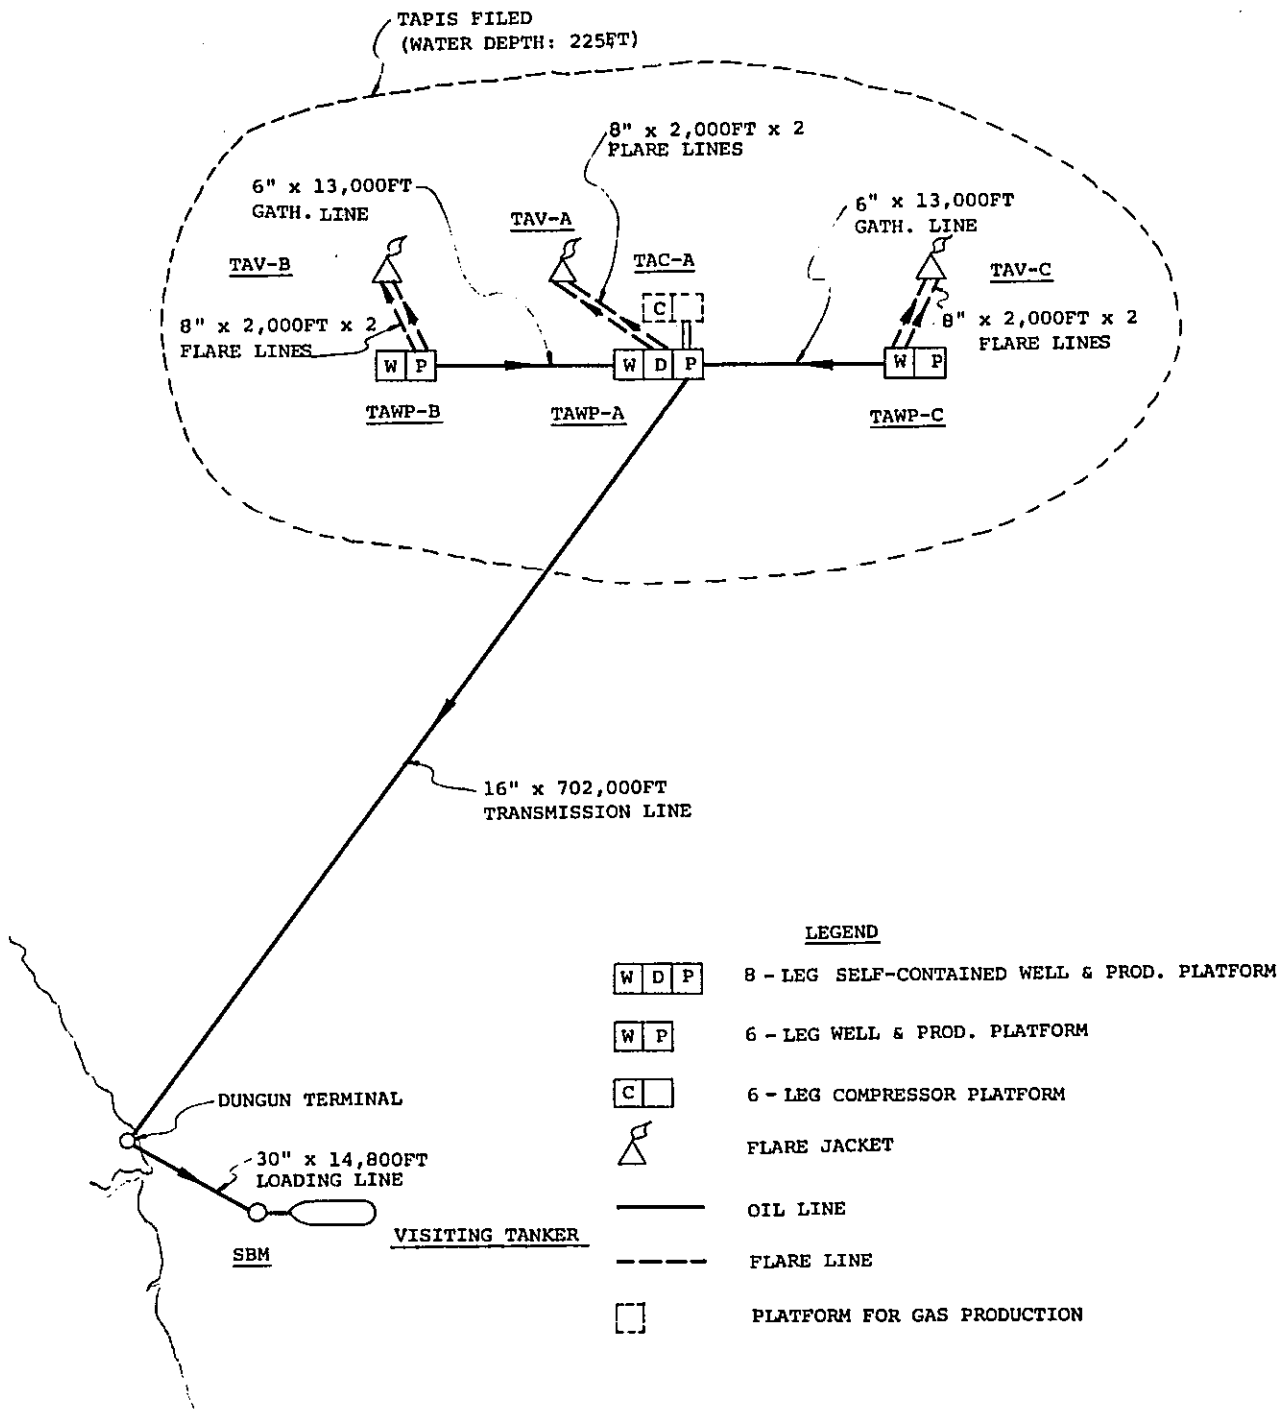 TAPIS FILED
(WATER DEPTH: 225FT)
8" x 2,000FT x 2
FLARE LINES
6" x 13,000FT
GATH. LINE
6" x 13,000FT
GATH. LINE
TAV-A
TAV-B
TAC-A
TAV-C
C
8" x 2,000FT x 2
FLARE LINES
8" x 2,000FT x 2
FLARE LINES
W P
W D P
W P
TAWP-B
TAWP-A
TAWP-C
16" x 702,000FT
TRANSMISSION LINE
LEGEND
W D P 8-LEG SELF-CONTAINED WELL & PROD. PLATFORM
W P 6-LEG WELL & PROD. PLATFORM
C 6-LEG COMPRESSOR PLATFORM
FLARE JACKET
OIL LINE
FLARE LINE
PLATFORM FOR GAS PRODUCTION
DUNGUN TERMINAL
30" x 14,800FT
LOADING LINE
VISITING TANKER
SBM